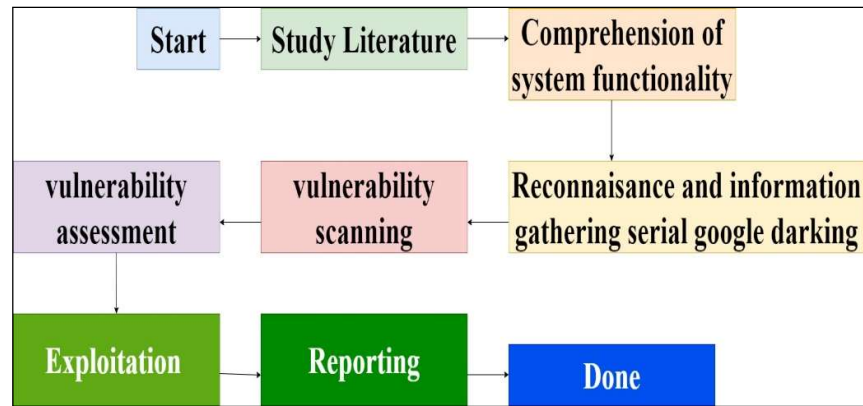 Start
Study Literature
Comprehension of
system functionality
Reconnaisance and information
gathering serial google darking
vulnerability
scanning
vulnerability
assessment
Exploitation
Reporting
Done